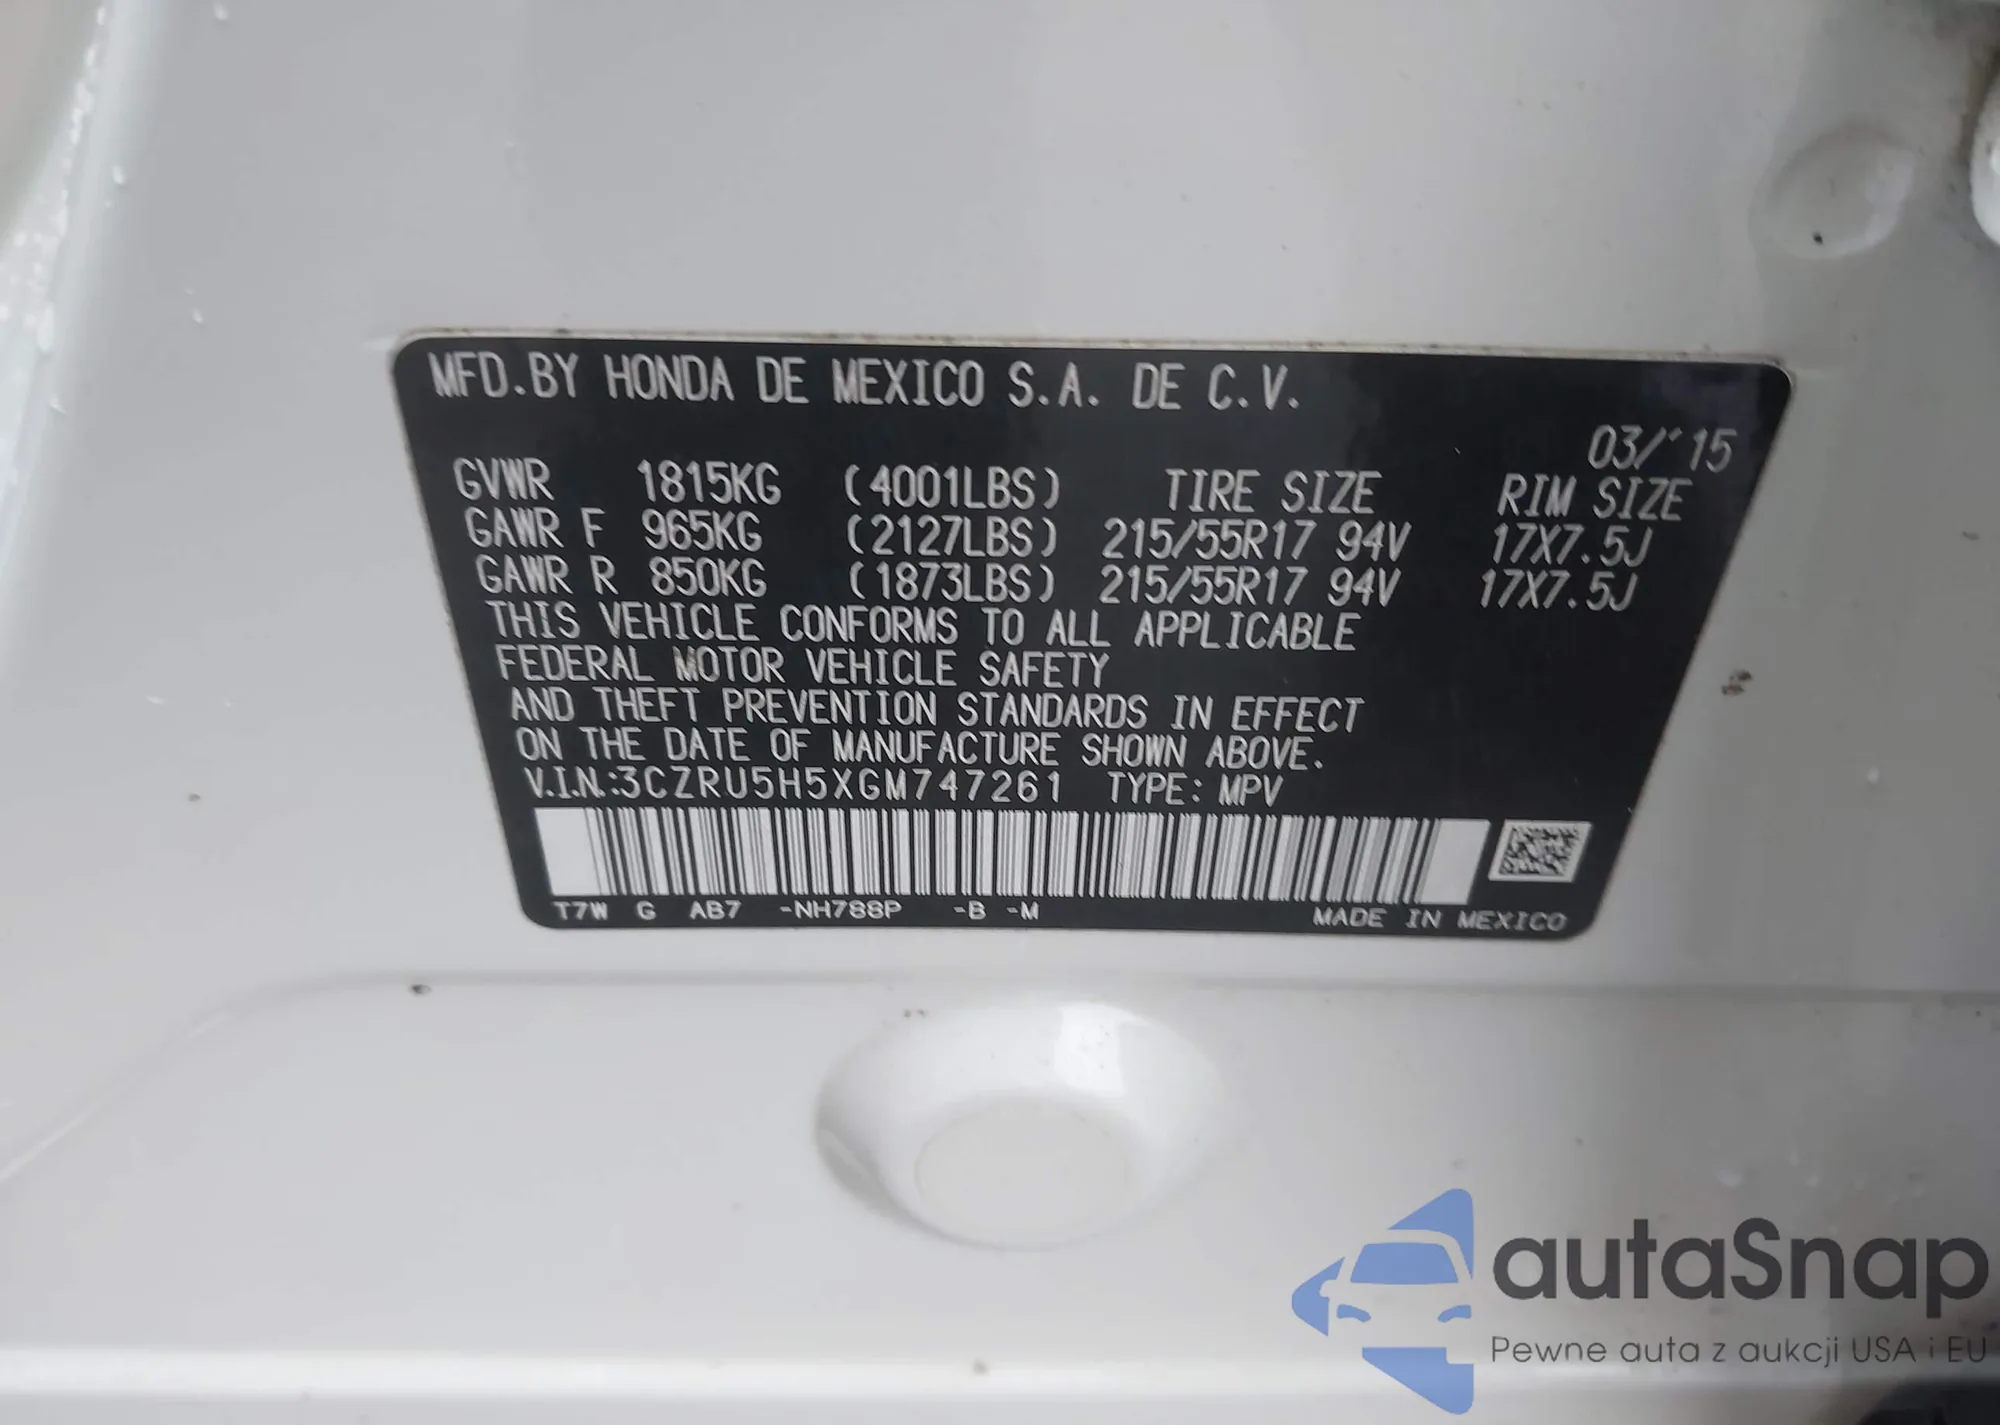 MFD.BY HONDA DE MEXICO S.A. DE C.V.
03/'15
GVWR 1815KG (4001LBS) TIRE SIZE RIM SIZE
GAWR F 965KG (2127LBS) 215/55R17 94V 17X7.5J
GAWR R 850KG (1873LBS) 215/55R17 94V 17X7.5J
THIS VEHICLE CONFORMS TO ALL APPLICABLE
FEDERAL MOTOR VEHICLE SAFETY
AND THEFT PREVENTION STANDARDS IN EFFECT
ON THE DATE OF MANUFACTURE SHOWN ABOVE.
V.I.N.:3CZRU5H5XGM747261 TYPE: MPV
T7W G AB7 -NH788P -B -M MADE IN MEXICO
autaSnap
Pewne auta z aukcji USA i EU